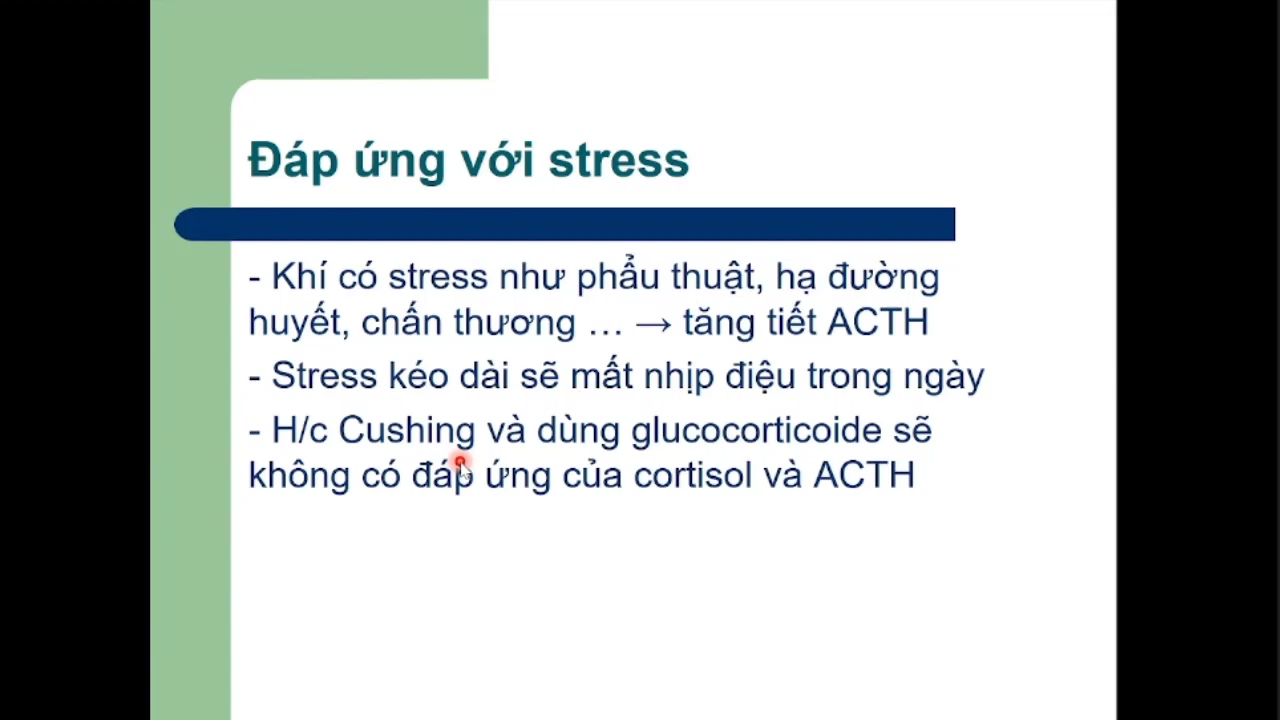 Đáp ứng với stress
- Khí có stress như phẩu thuật, hạ đường
huyết, chấn thương … → tăng tiết ACTH
- Stress kéo dài sẽ mất nhịp điệu trong ngày
- H/c Cushing và dùng glucocorticoide sẽ
không có đáp ứng của cortisol và ACTH